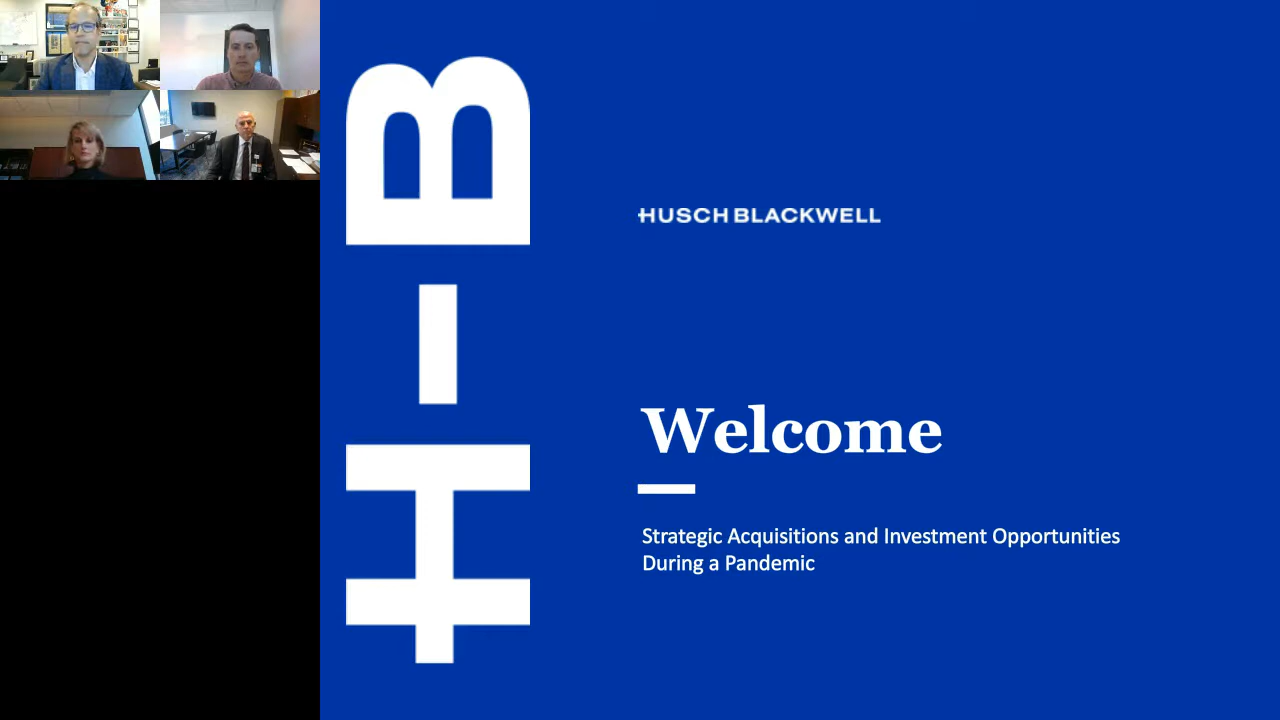 H–B
HUSCH BLACKWELL
Welcome
Strategic Acquisitions and Investment Opportunities
During a Pandemic